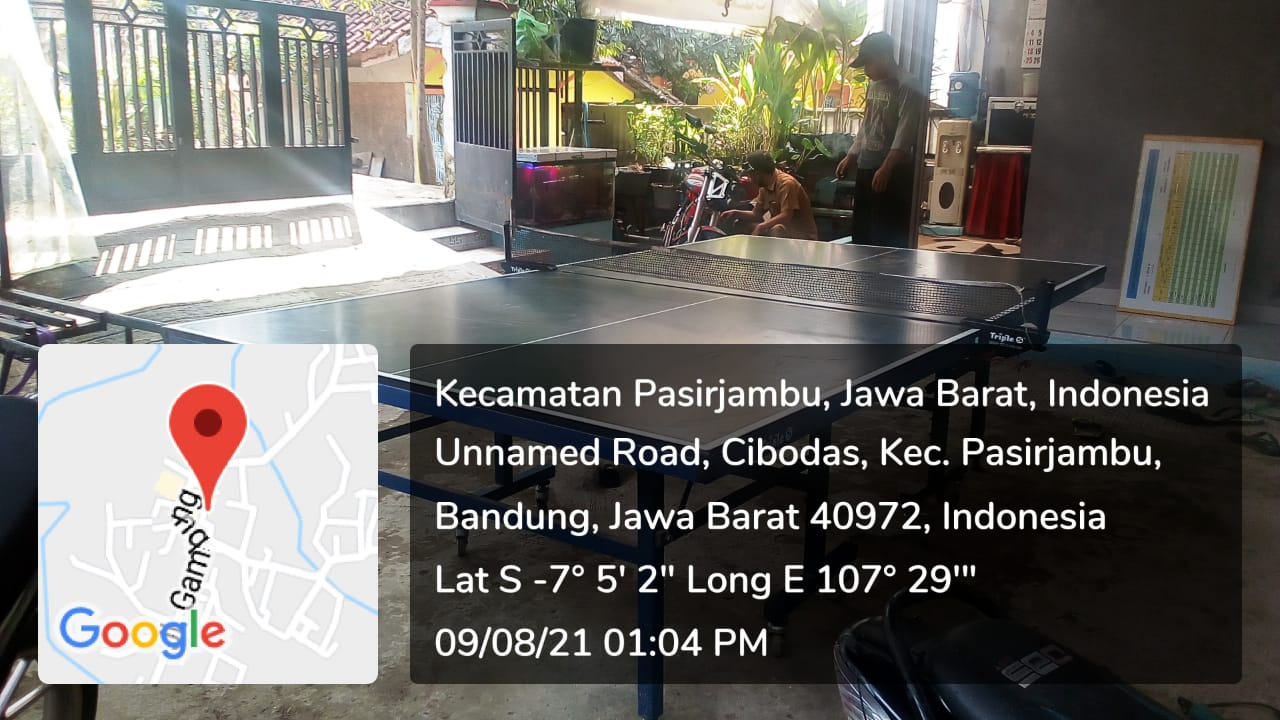 Triple
Kecamatan Pasirjambu, Jawa Barat, Indonesia
Unnamed Road, Cibodas, Kec. Pasirjambu,
Bandung, Jawa Barat 40972, Indonesia
Lat S -7° 5' 2" Long E 107° 29'"
09/08/21 01:04 PM
Gambung
Google